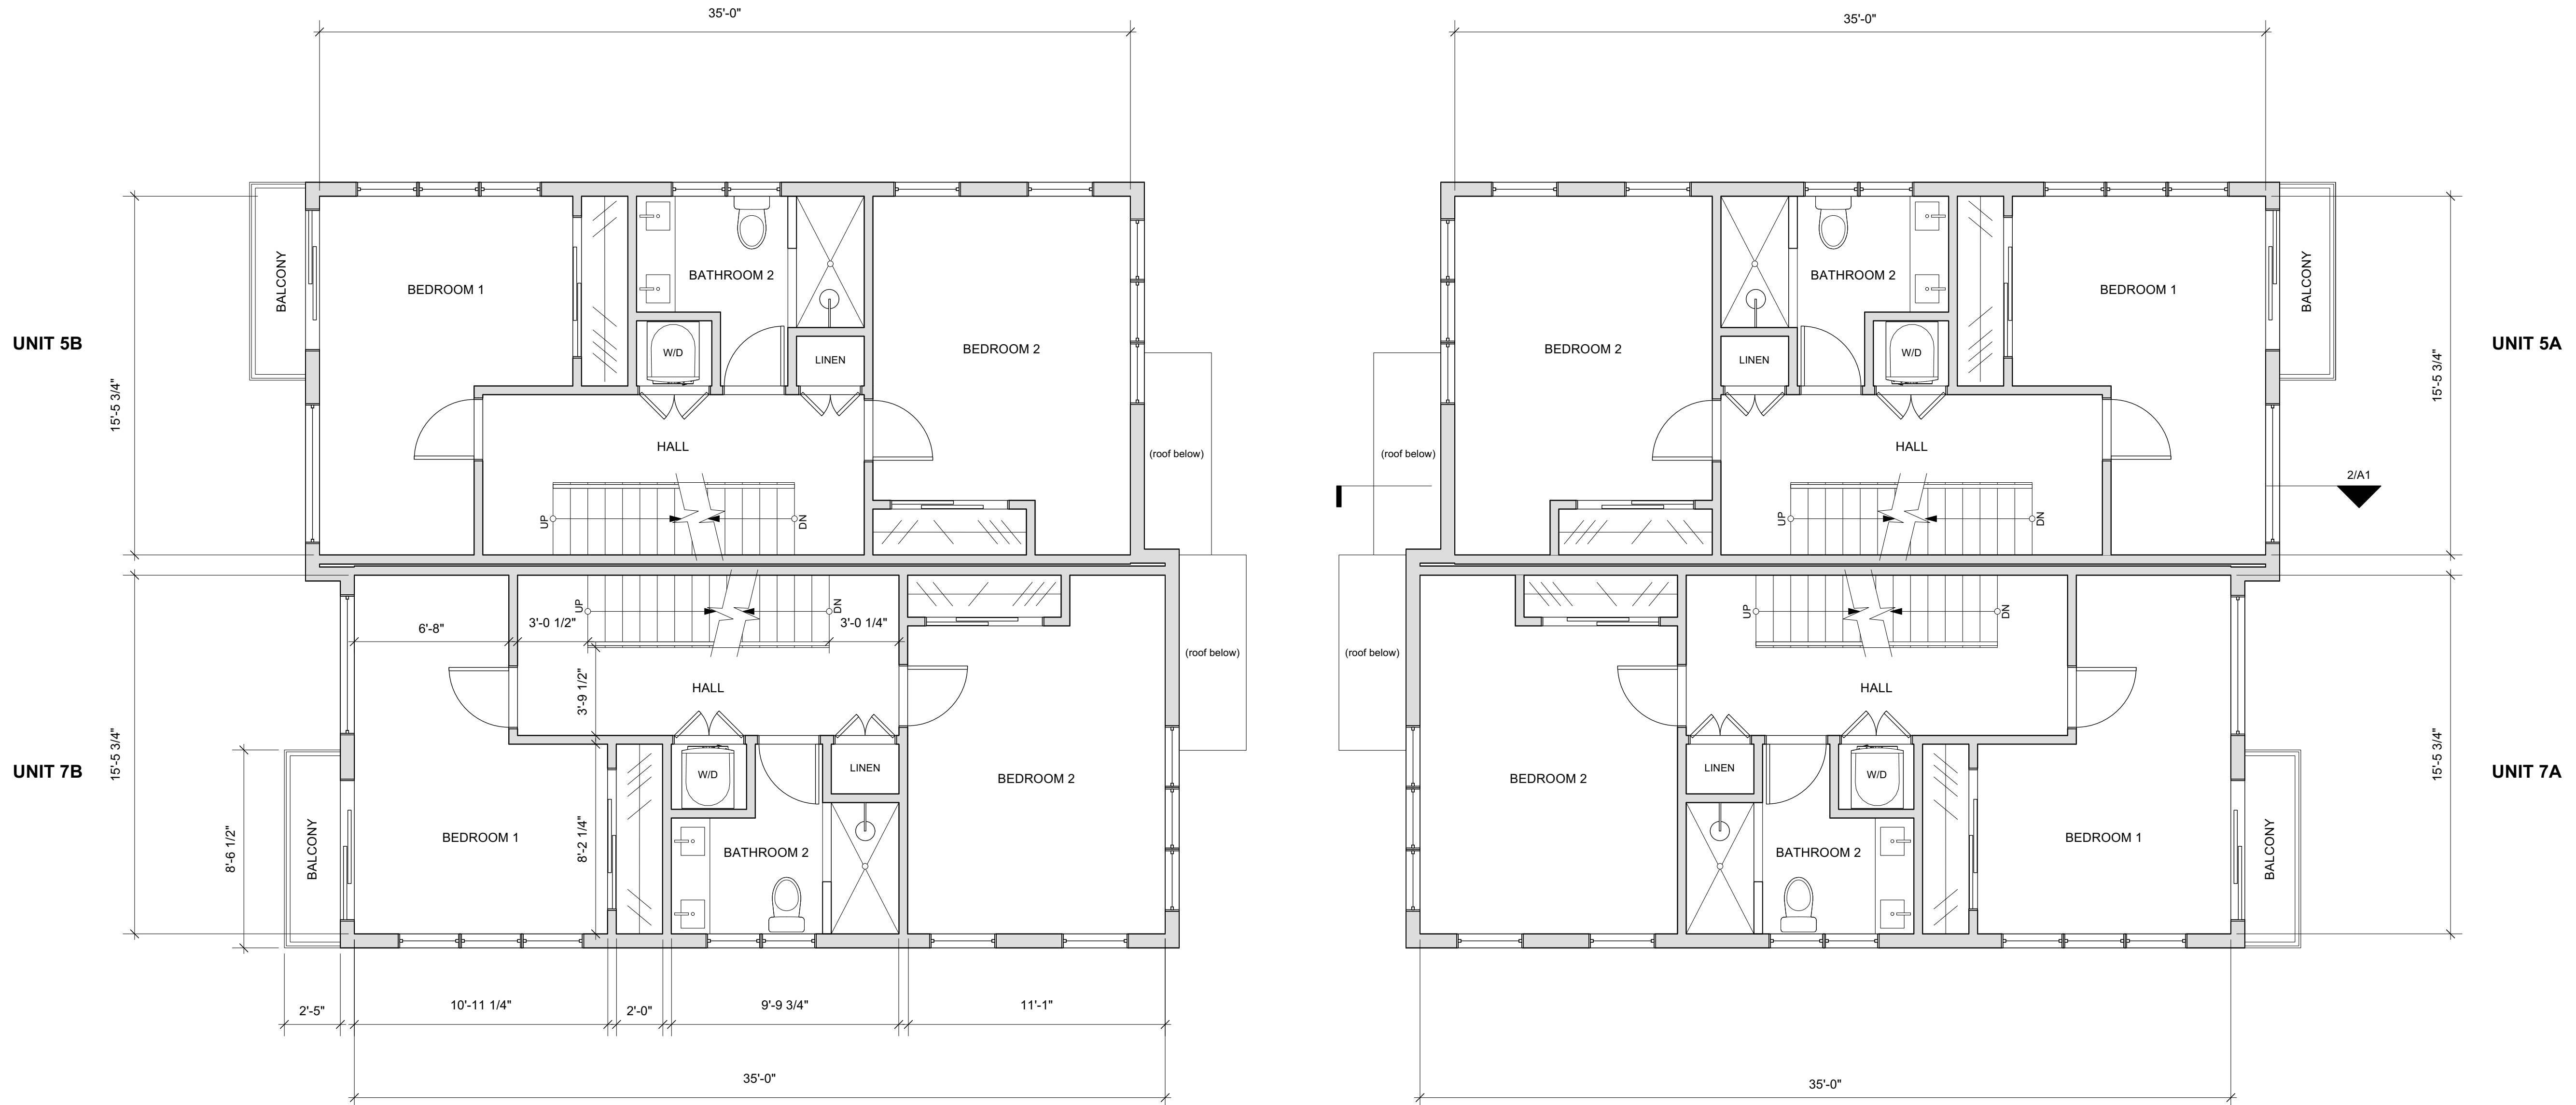 35'-0"
35'-0"
BALCONY
BEDROOM 1
BATHROOM 2
W/D
LINEN
BEDROOM 2
HALL
UP
DN
(roof below)
UNIT 5B
15'-5 3/4"
BEDROOM 2
BATHROOM 2
LINEN
W/D
BEDROOM 1
BALCONY
HALL
UP
DN
(roof below)
2/A1
15'-5 3/4"
UNIT 5A
UNIT 7B
15'-5 3/4"
8'-6 1/2"
BALCONY
6'-8"
3'-0 1/2"
UP
DN
3'-0 1/4"
3'-9 1/2"
HALL
(roof below)
W/D
LINEN
BEDROOM 1
8'-2 1/4"
BATHROOM 2
BEDROOM 2
2'-5"
10'-11 1/4"
2'-0"
9'-9 3/4"
11'-1"
35'-0"
(roof below)
UP
DN
HALL
BEDROOM 2
LINEN
W/D
BATHROOM 2
BEDROOM 1
BALCONY
15'-5 3/4"
UNIT 7A
35'-0"